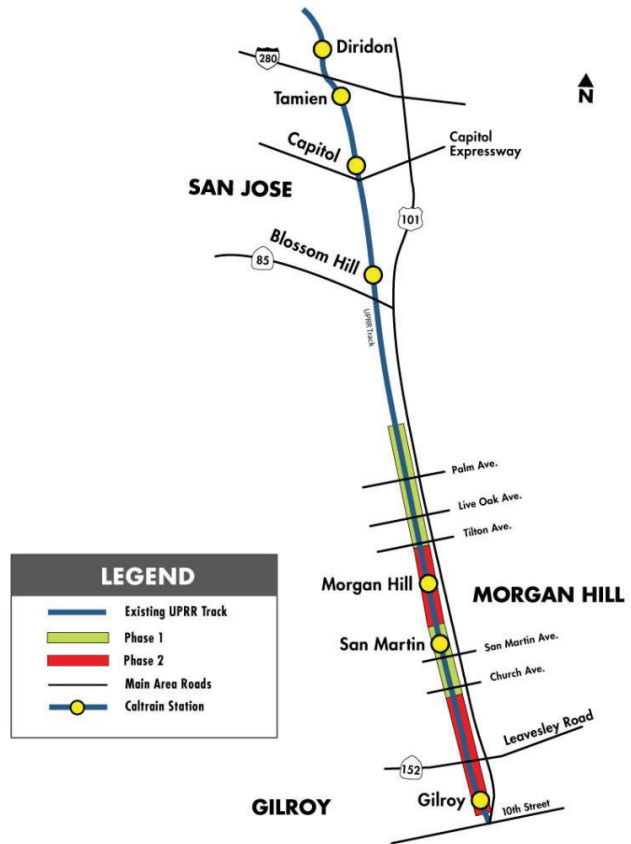 Diridon
280
N
Tamien
Capitol
Capitol
Expressway
SAN JOSE
101
Blossom Hill
85
UPRR Track
Palm Ave.
Live Oak Ave.
Tilton Ave.
LEGEND
Existing UPRR Track
Phase 1
Phase 2
Main Area Roads
Caltrain Station
Morgan Hill
MORGAN HILL
San Martin
San Martin Ave.
Church Ave.
Leavesley Road
152
GILROY
Gilroy
10th Street